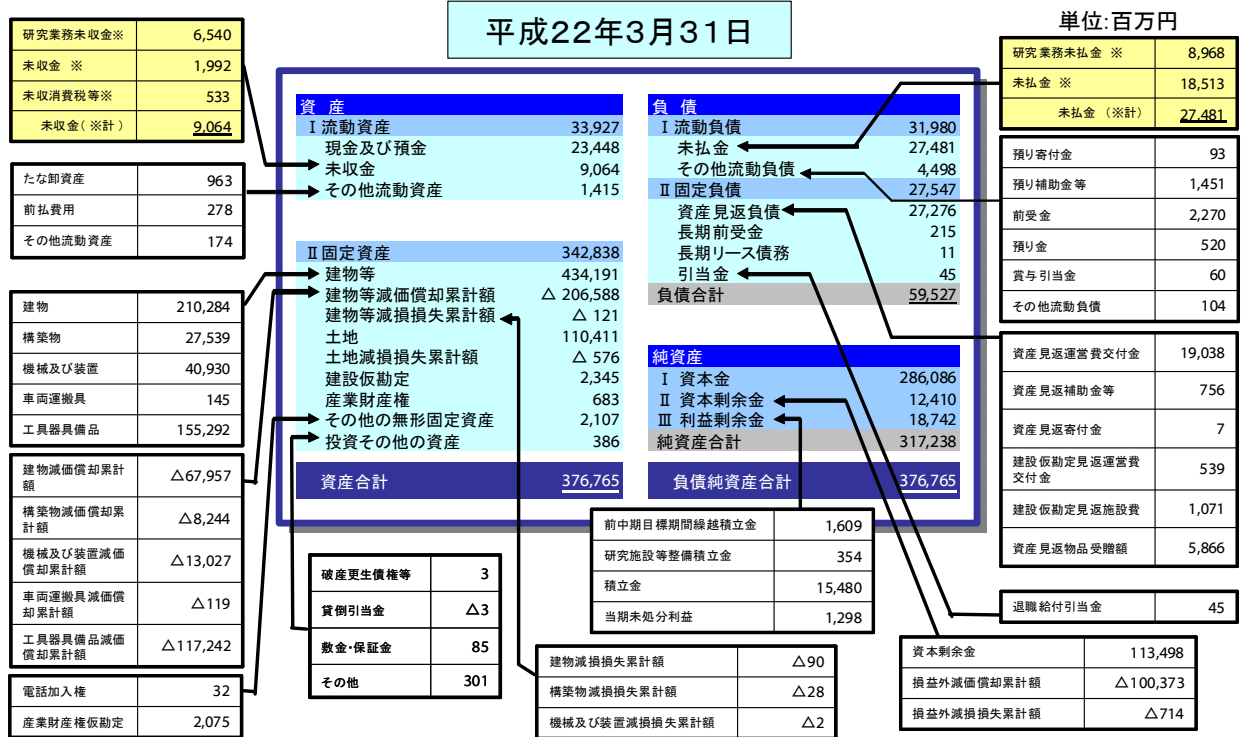 平成22年3月31日
単位:百万円
研究業務未収金※ 6,540
未収金 ※ 1,992
未収消費税等※ 533
未収金(※計) 9,064
たな卸資産 963
前払費用 278
その他流動資産 174
建物 210,284
構築物 27,539
機械及び装置 40,930
車両運搬具 145
工具器具備品 155,292
建物減価償却累計
額 △67,957
構築物減価償却累
計額 △8,244
機械及び装置減価
償却累計額 △13,027
車両運搬具減価償
却累計額 △119
工具器具備品減価
償却累計額 △117,242
電話加入権 32
産業財産権仮勘定 2,075
資 産
Ⅰ流動資産 33,927
現金及び預金 23,448
未収金 9,064
その他流動資産 1,415
Ⅱ固定資産 342,838
建物等 434,191
建物等減価償却累計額 △ 206,588
建物等減損損失累計額 △ 121
土地 110,411
土地減損損失累計額 △ 576
建設仮勘定 2,345
産業財産権 683
その他の無形固定資産 2,107
投資その他の資産 386
資産合計 376,765
負 債
Ⅰ流動負債 31,980
未払金 27,481
その他流動負債 4,498
Ⅱ固定負債 27,547
資産見返負債 27,276
長期前受金 215
長期リース債務 11
引当金 45
負債合計 59,527
純資産
Ⅰ 資本金 286,086
Ⅱ 資本剰余金 12,410
Ⅲ 利益剰余金 18,742
純資産合計 317,238
負債純資産合計 376,765
研究業務未払金 ※ 8,968
未払金 ※ 18,513
未払金 (※計) 27,481
預り寄付金 93
預り補助金等 1,451
前受金 2,270
預り金 520
賞与引当金 60
その他流動負債 104
資産見返運営費交付金 19,038
資産見返補助金等 756
資産見返寄付金 7
建設仮勘定見返運営費
交付金 539
建設仮勘定見返施設費 1,071
資産見返物品受贈額 5,866
退職給付引当金 45
破産更生債権等 3
貸倒引当金 △3
敷金・保証金 85
その他 301
前中期目標期間繰越積立金 1,609
研究施設等整備積立金 354
積立金 15,480
当期未処分利益 1,298
建物減損損失累計額 △90
構築物減損損失累計額 △28
機械及び装置減損損失累計額 △2
資本剰余金 113,498
損益外減価償却累計額 △100,373
損益外減損損失累計額 △714